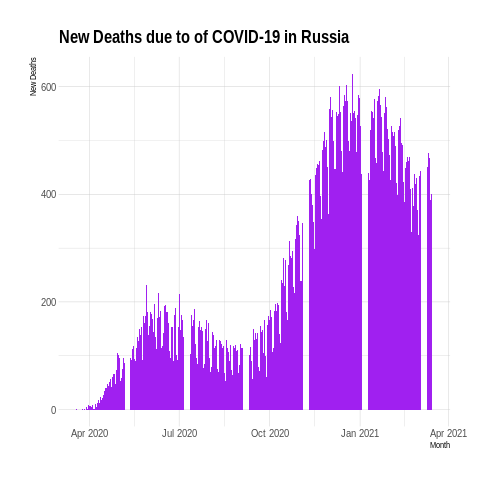 New Deaths due to of COVID-19 in Russia
New Deaths
600
400
200
0
Apr 2020 Jul 2020 Oct 2020 Jan 2021 Apr 2021
Month